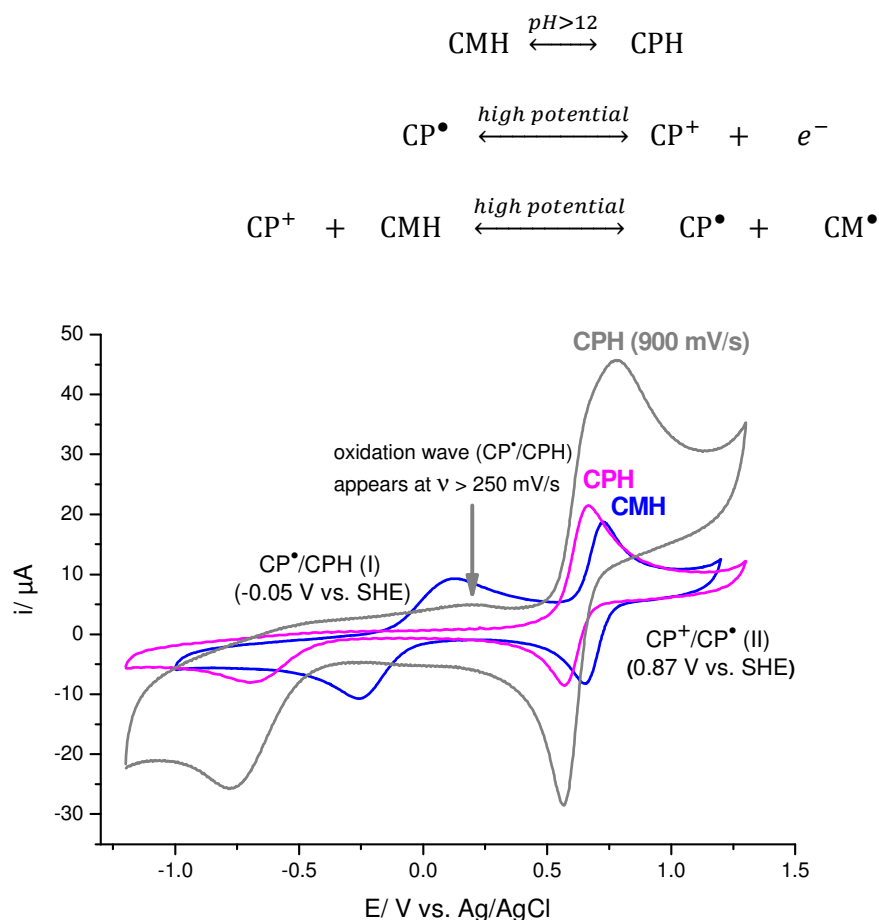 pH>12
CMH ⟷ CPH
high potential
CP• ⟷ CP⁺ + e⁻
high potential
CP⁺ + CMH ⟷ CP• + CM•
50
40
30
20
10
0
-10
-20
-30
i/ µA
CPH (900 mV/s)
oxidation wave (CP•/CPH)
appears at ν > 250 mV/s
CPH
CMH
CP•/CPH (I)
(-0.05 V vs. SHE)
CP⁺/CP• (II)
(0.87 V vs. SHE)
-1.0 -0.5 0.0 0.5 1.0 1.5
E/ V vs. Ag/AgCl